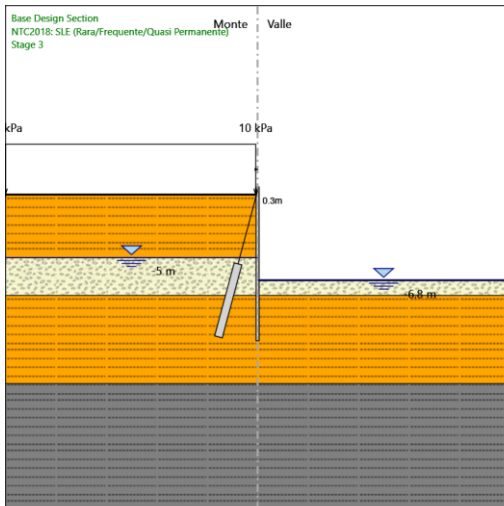 Base Design Section
Monte Valle
NTC2018: SLE (Rara/Frequente/Quasi Permanente)
Stage 3
kPa
10 kPa
0.3m
-5 m
-6.8 m